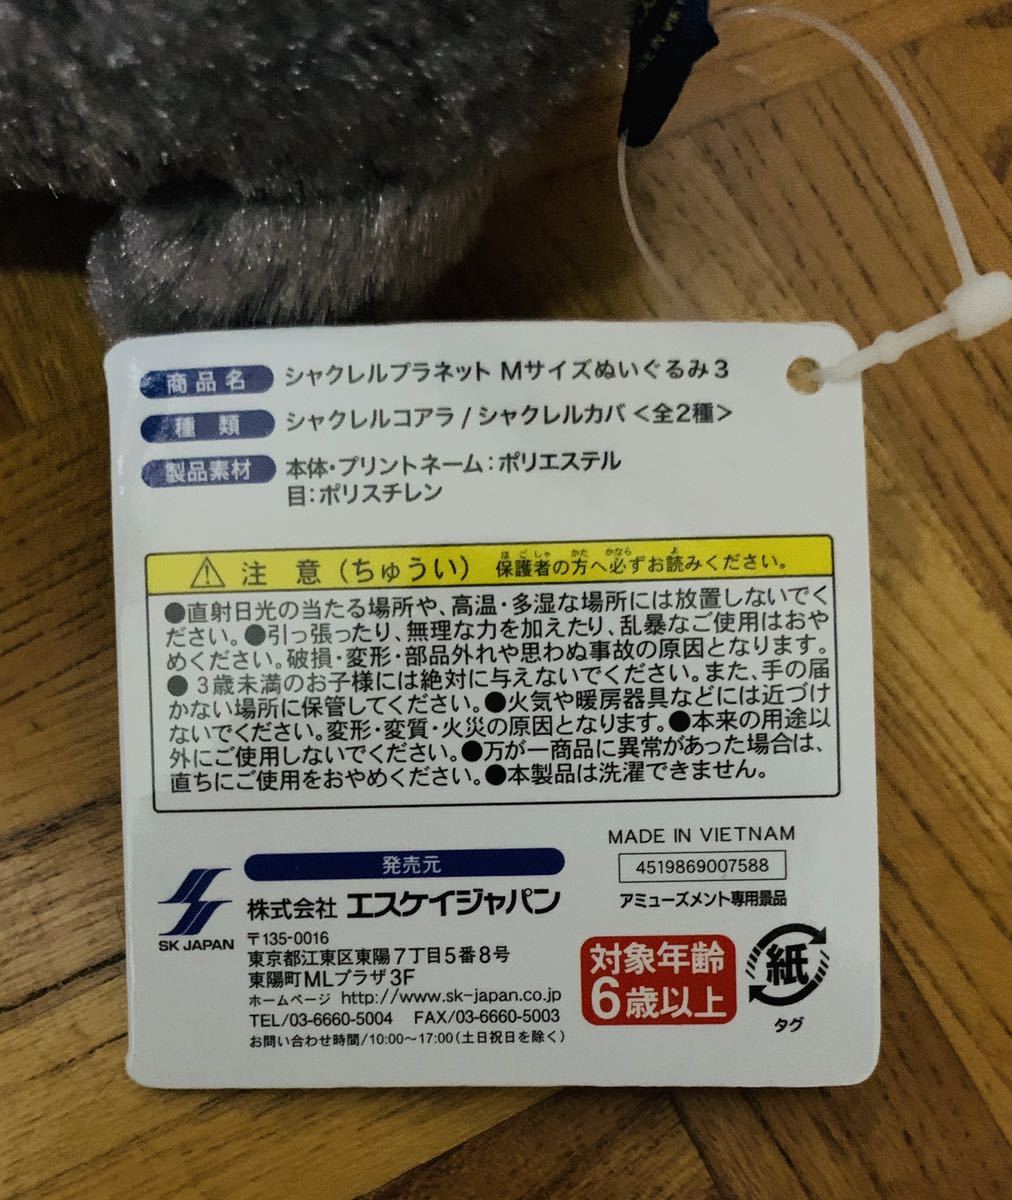 商品名 シャクレルプラネット Mサイズぬいぐるみ3
種類 シャクレルコアラ/シャクレルカバ<全2種>
製品素材 本体・プリントネーム:ポリエステル
目:ポリスチレン
注 意(ちゅうい) 保護者の方へ必ずお読みください。
ほごしゃ かた かなら よ
●直射日光の当たる場所や、高温・多湿な場所には放置しないでく
ださい。●引っ張ったり、無理な力を加えたり、乱暴なご使用はおや
めください。破損・変形・部品外れや思わぬ事故の原因となります。
●3歳未満のお子様には絶対に与えないでください。また、手の届
かない場所に保管してください。●火気や暖房器具などには近づけ
ないでください。変形・変質・火災の原因となります。●本来の用途以
外にご使用しないでください。●万が一商品に異常があった場合は、
直ちにご使用をおやめください。●本製品は洗濯できません。
MADE IN VIETNAM
4519869007588
アミューズメント専用景品
発売元
SK JAPAN
株式会社 エスケイジャパン
〒135-0016
東京都江東区東陽7丁目5番8号
東陽町MLプラザ3F
ホームページ http://www.sk-japan.co.jp
TEL/03-6660-5004 FAX/03-6660-5003
お問い合わせ時間/10:00~17:00(土日祝日を除く)
対象年齢
6歳以上
紙
タグ